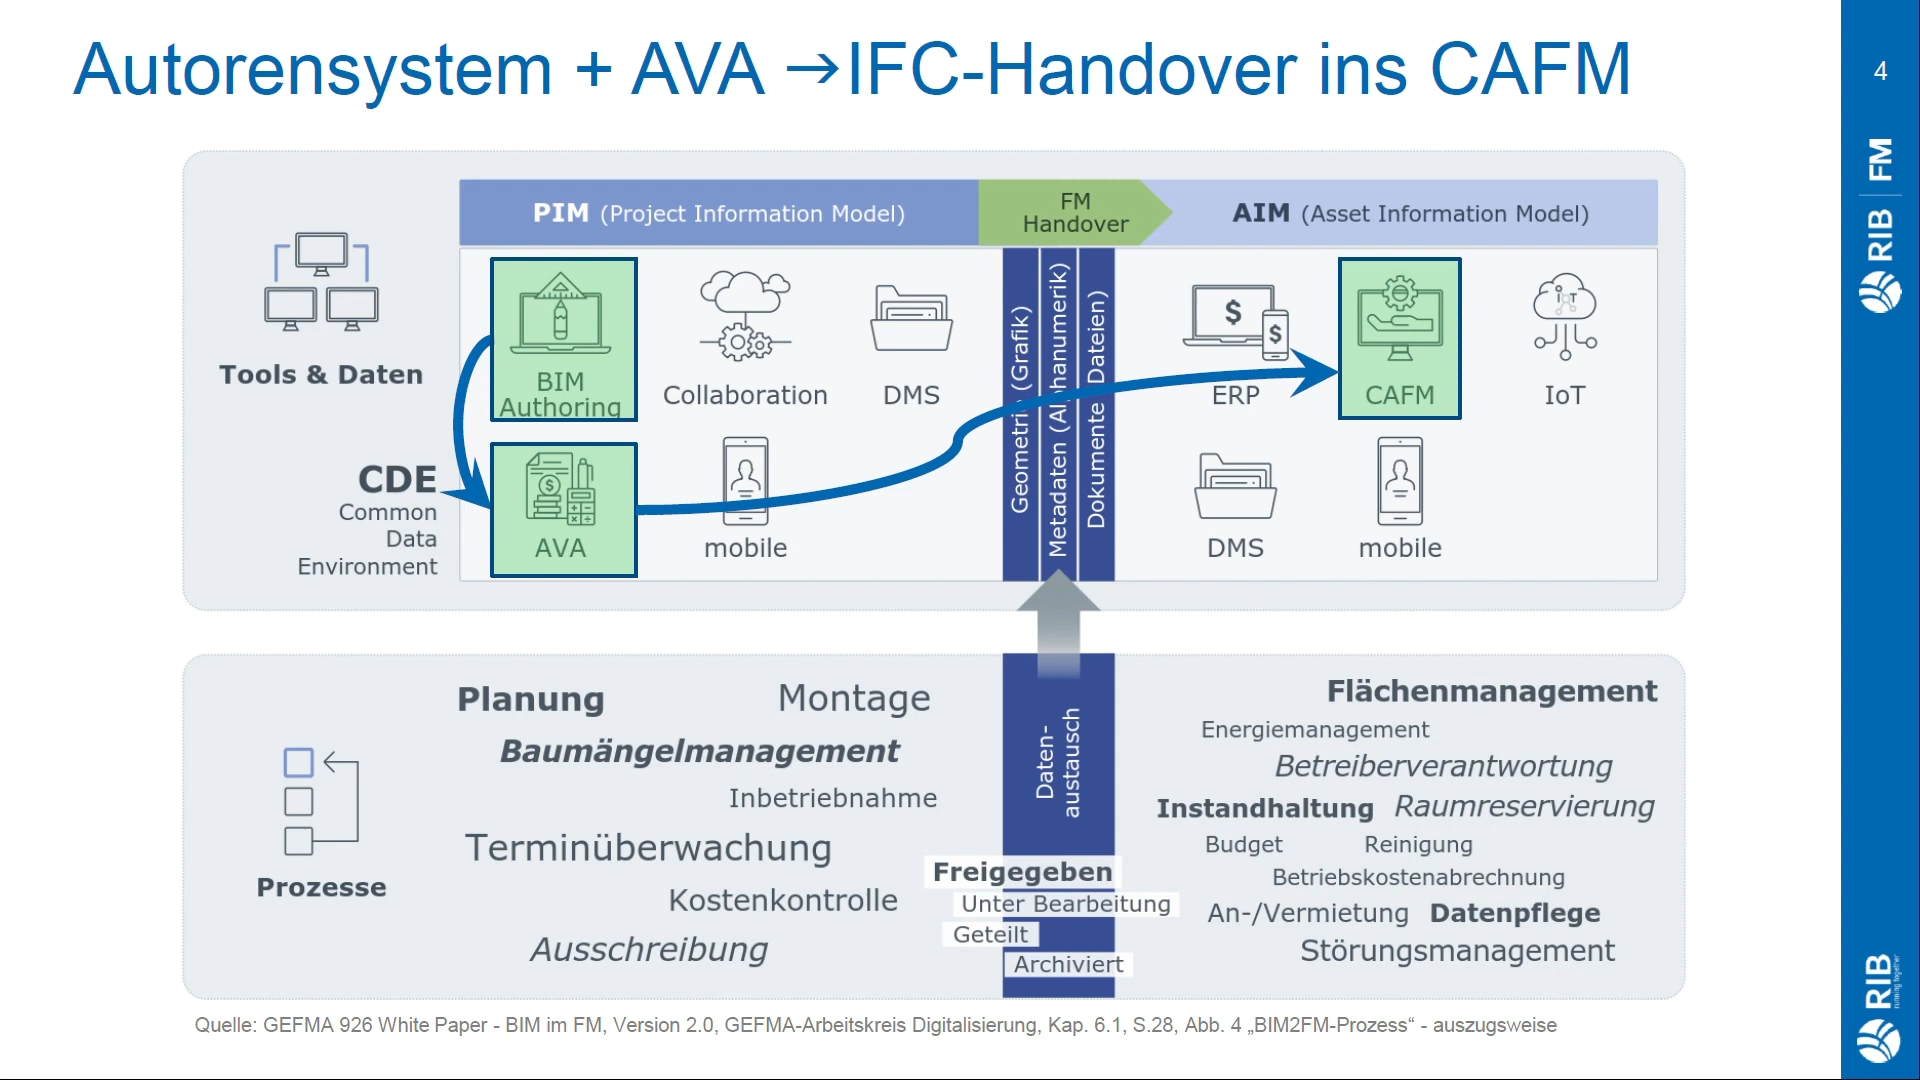 Autorensystem + AVA →IFC-Handover ins CAFM
4
RIB FM
PIM (Project Information Model)
FM
Handover
AIM (Asset Information Model)
Tools & Daten
BIM
Authoring
Collaboration
DMS
Geometrie (Grafik)
Metadaten (Alphanumerik)
Dokumente (Dateien)
$
$
ERP
CAFM
IoT
IoT
CDE
Common
Data
Environment
$
AVA
mobile
DMS
mobile
Prozesse
Planung
Montage
Baumängelmanagement
Inbetriebnahme
Terminüberwachung
Kostenkontrolle
Ausschreibung
Daten-
austausch
Freigegeben
Unter Bearbeitung
Geteilt
Archiviert
Flächenmanagement
Energiemanagement
Betreiberverantwortung
Instandhaltung Raumreservierung
Budget Reinigung
Betriebskostenabrechnung
An-/Vermietung Datenpflege
Störungsmanagement
Quelle: GEFMA 926 White Paper - BIM im FM, Version 2.0, GEFMA-Arbeitskreis Digitalisierung, Kap. 6.1, S.28, Abb. 4 „BIM2FM-Prozess“ - auszugsweise
RIB
running together